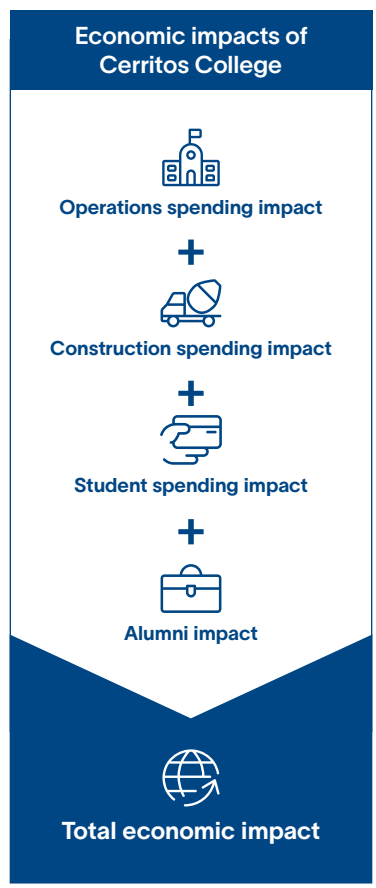 Economic impacts of
Cerritos College
Operations spending impact
+
Construction spending impact
+
Student spending impact
+
Alumni impact
Total economic impact